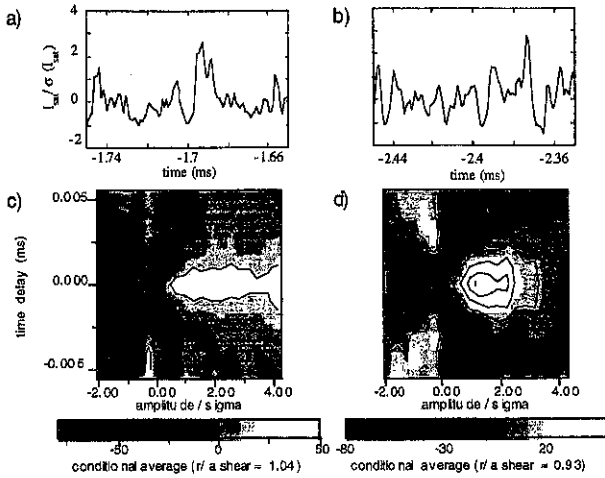 a)
b)
I_sat / σ (I_sat)
4
2
0
-2
-1.74
-1.7
-1.66
time (ms)
-2.44
-2.4
-2.36
time (ms)
c)
d)
time delay (ms)
0.005
0.000
-0.005
-2.00
0.00
2.00
4.00
amplitude / sigma
-2.00
0.00
2.00
4.00
amplitude / sigma
-50
0
50
conditional average (r/ a shear = 1.04)
-80
-30
20
conditional average (r/ a shear ≈ 0.93)